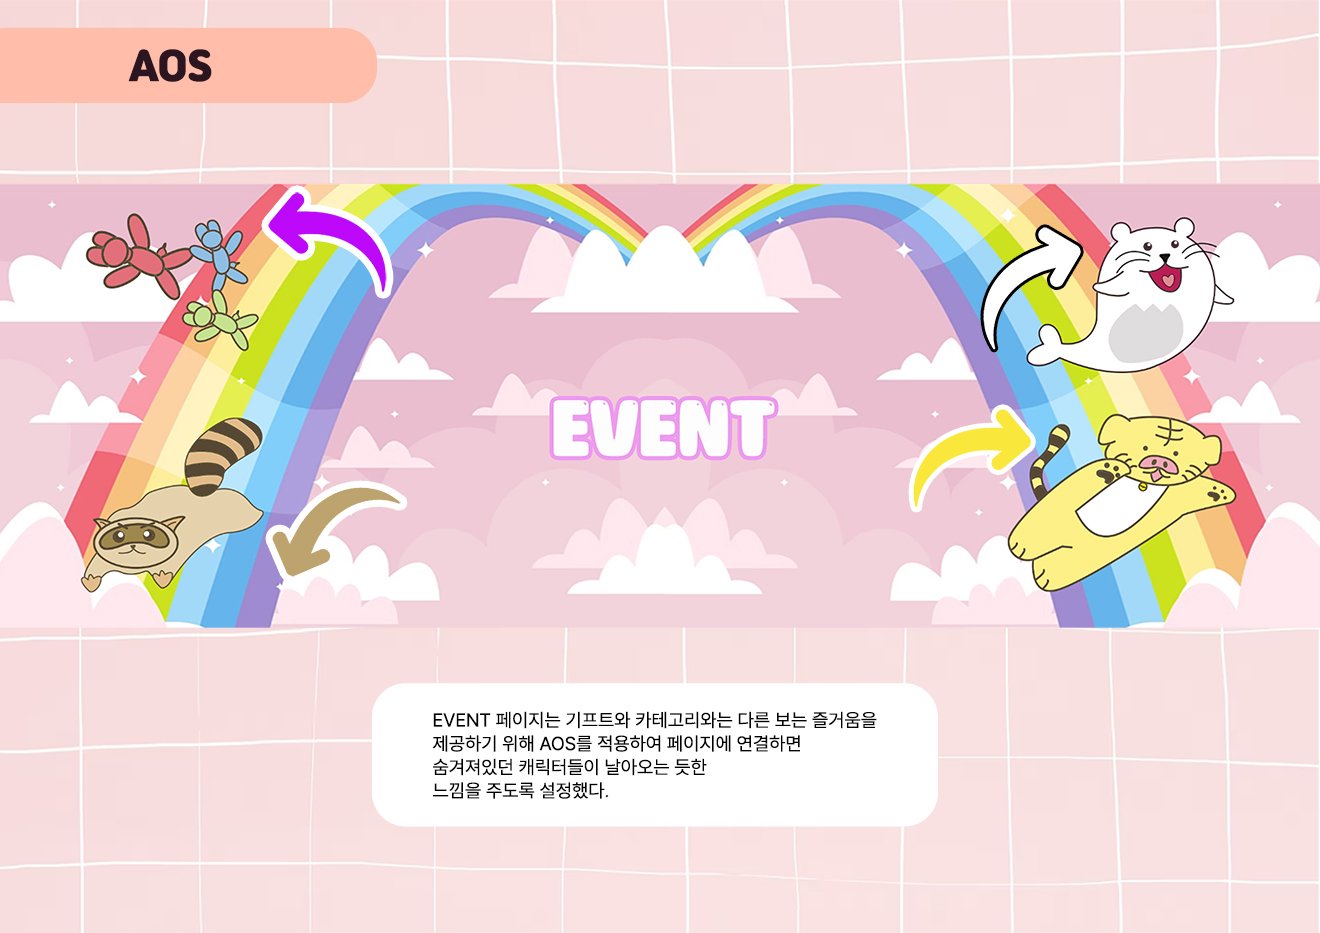 AOS
EVENT
EVENT 페이지는 기프트와 카테고리와는 다른 보는 즐거움을
제공하기 위해 AOS를 적용하여 페이지에 연결하면
숨겨져있던 캐릭터들이 날아오는 듯한
느낌을 주도록 설정했다.